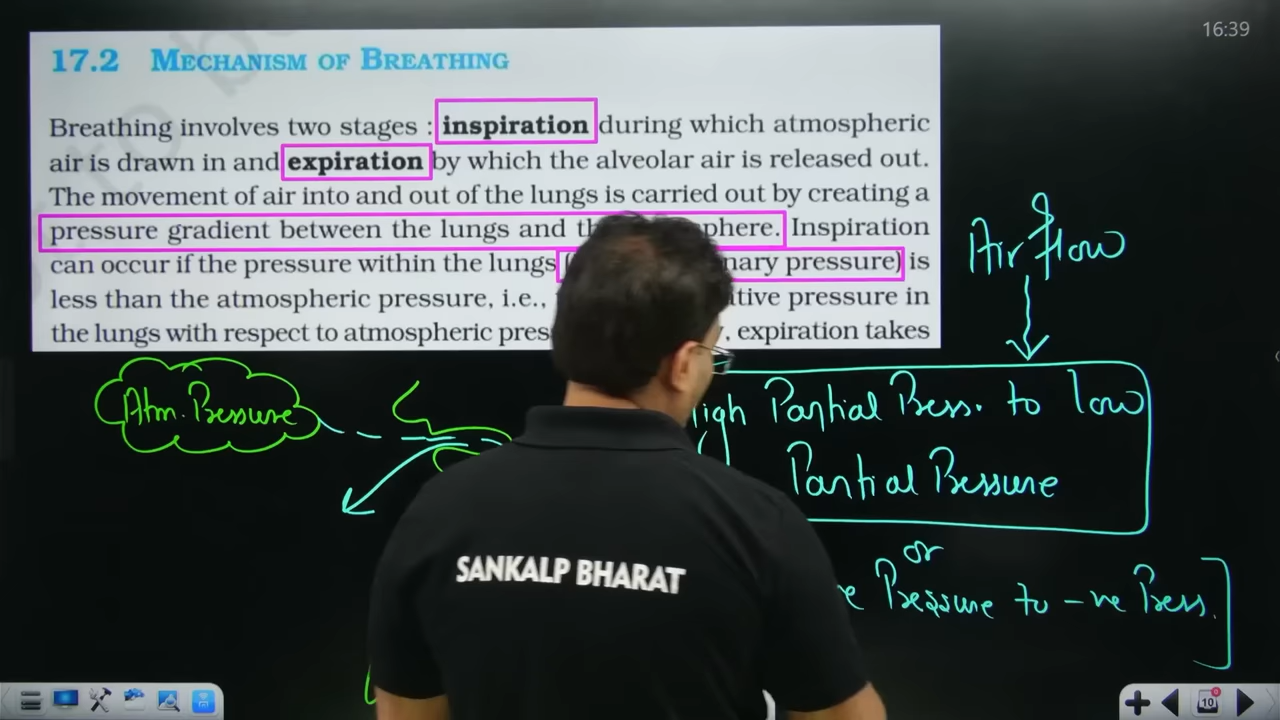 16:39
17.2 MECHANISM OF BREATHING
Breathing involves two stages : inspiration during which atmospheric
air is drawn in and expiration by which the alveolar air is released out.
The movement of air into and out of the lungs is carried out by creating a
pressure gradient between the lungs and phere. Inspiration
can occur if the pressure within the lungs nary pressure) is
less than the atmospheric pressure, i.e., tive pressure in
the lungs with respect to atmospheric pres , expiration takes
Air flow
Atm. Pressure
igh Partial Press. to low
Partial Pressure
or
e Pressure to -ve Press.
SANKALP BHARAT
10